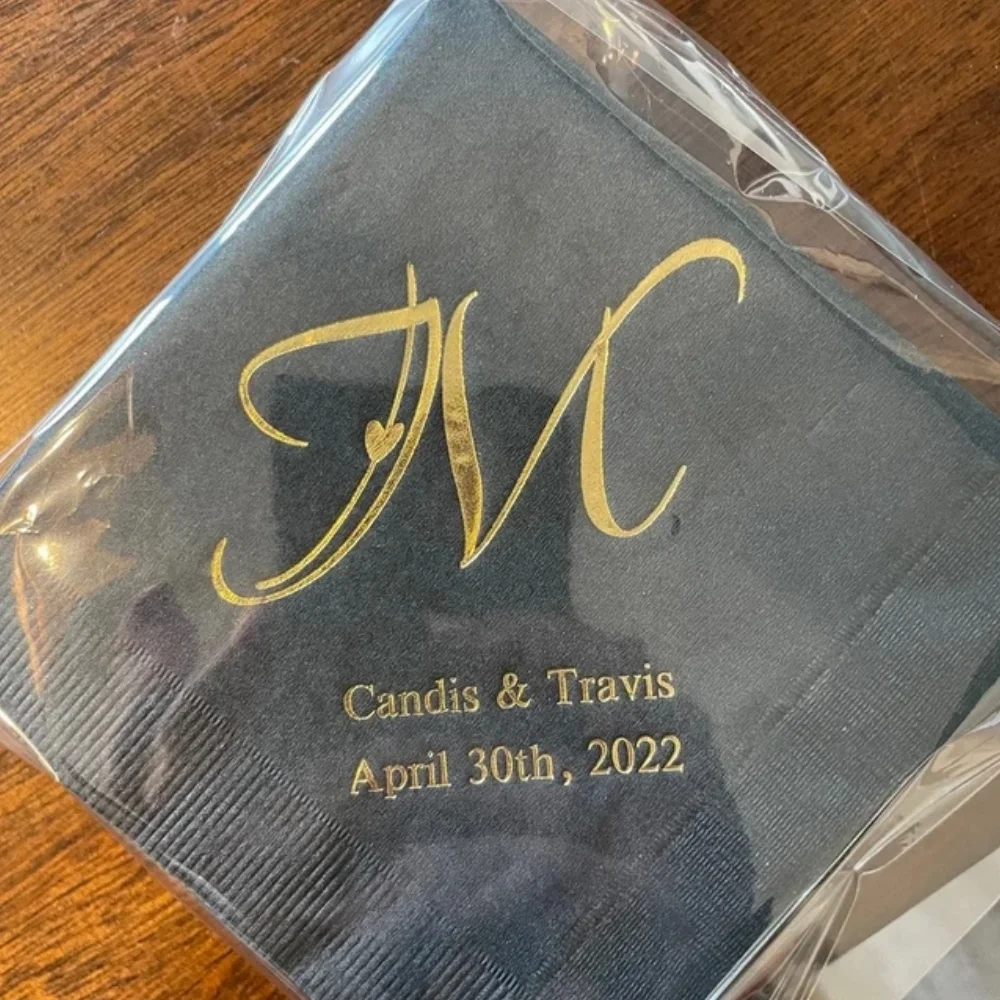 M
Candis & Travis
April 30th, 2022